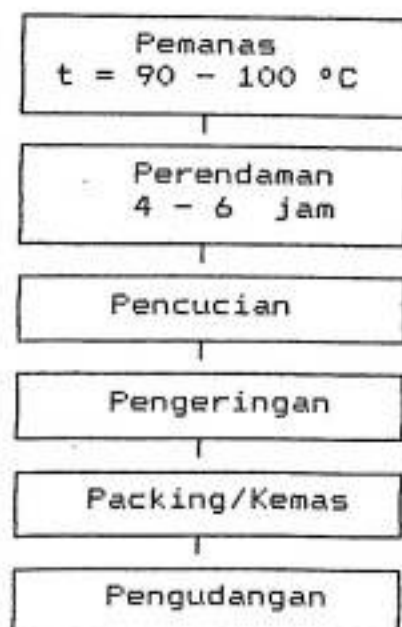 Pemanas
t = 90 - 100 °C
Perendaman
4 - 6 jam
Pencucian
Pengeringan
Packing/Kemas
Pengudangan